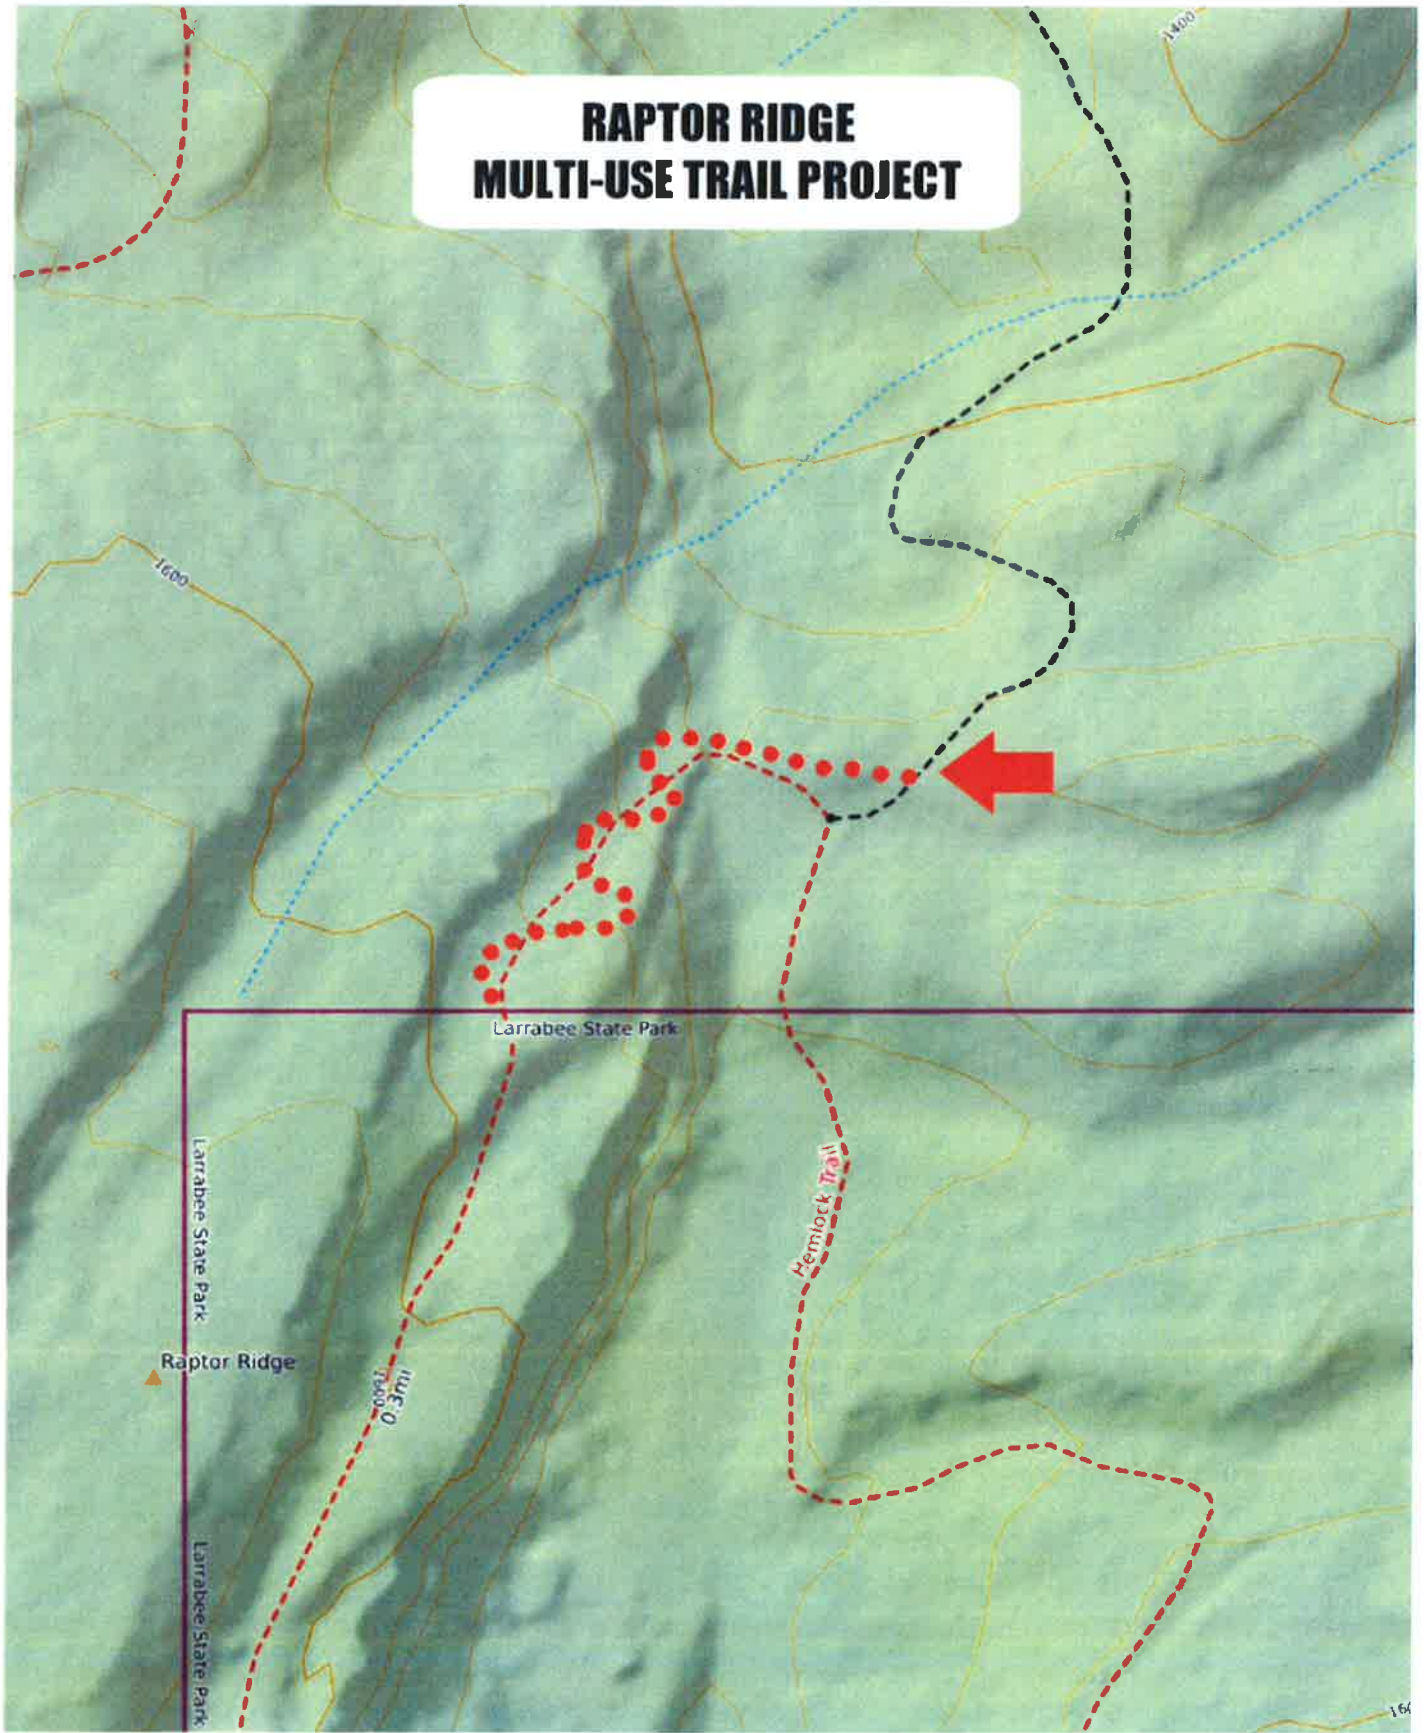 1400
RAPTOR RIDGE
MULTI-USE TRAIL PROJECT
1600
Larrabee State Park
Larrabee State Park
Hemlock Trail
Raptor Ridge
1600
0.3mi
Larrabee State Park